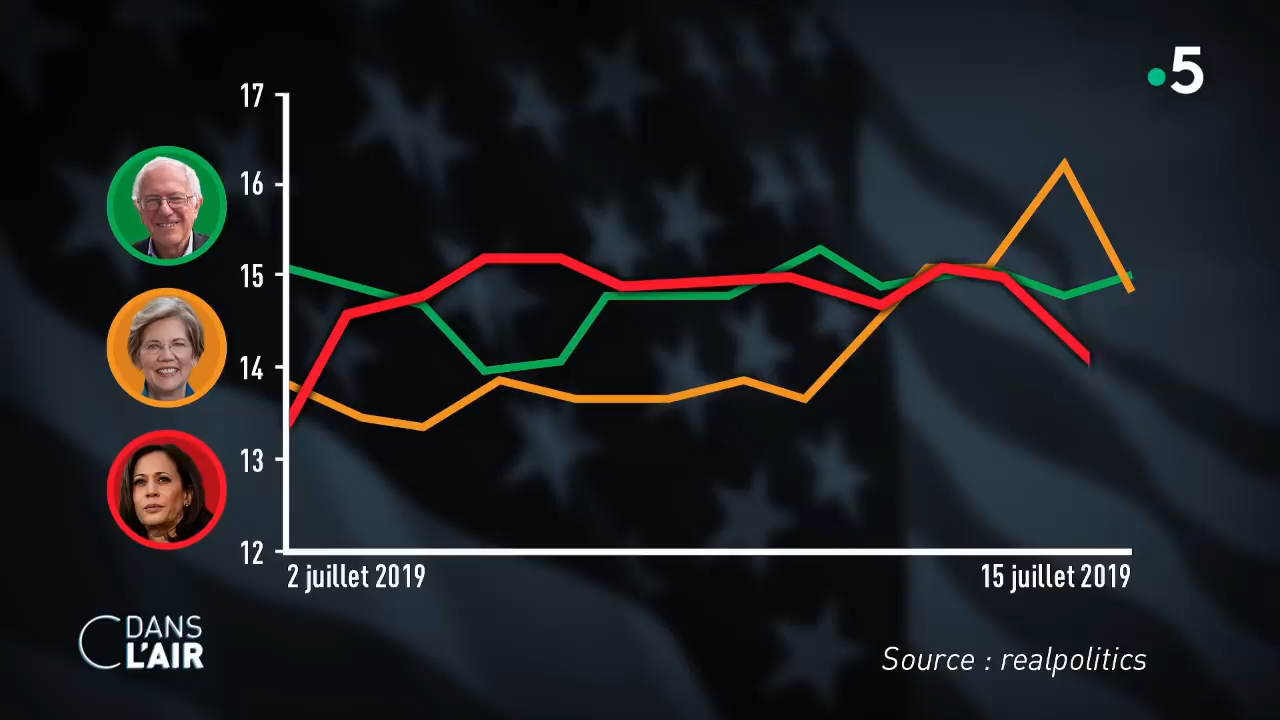 5
17
16
15
14
13
12
2 juillet 2019
15 juillet 2019
C DANS
L'AIR
Source : realpolitics